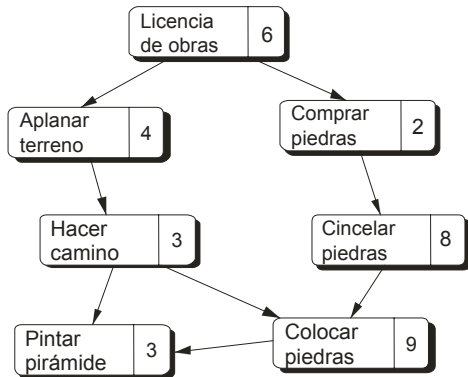 Licencia
de obras
6
Aplanar
terreno
4
Comprar
piedras
2
Hacer
camino
3
Cincelar
piedras
8
Pintar
pirámide
3
Colocar
piedras
9